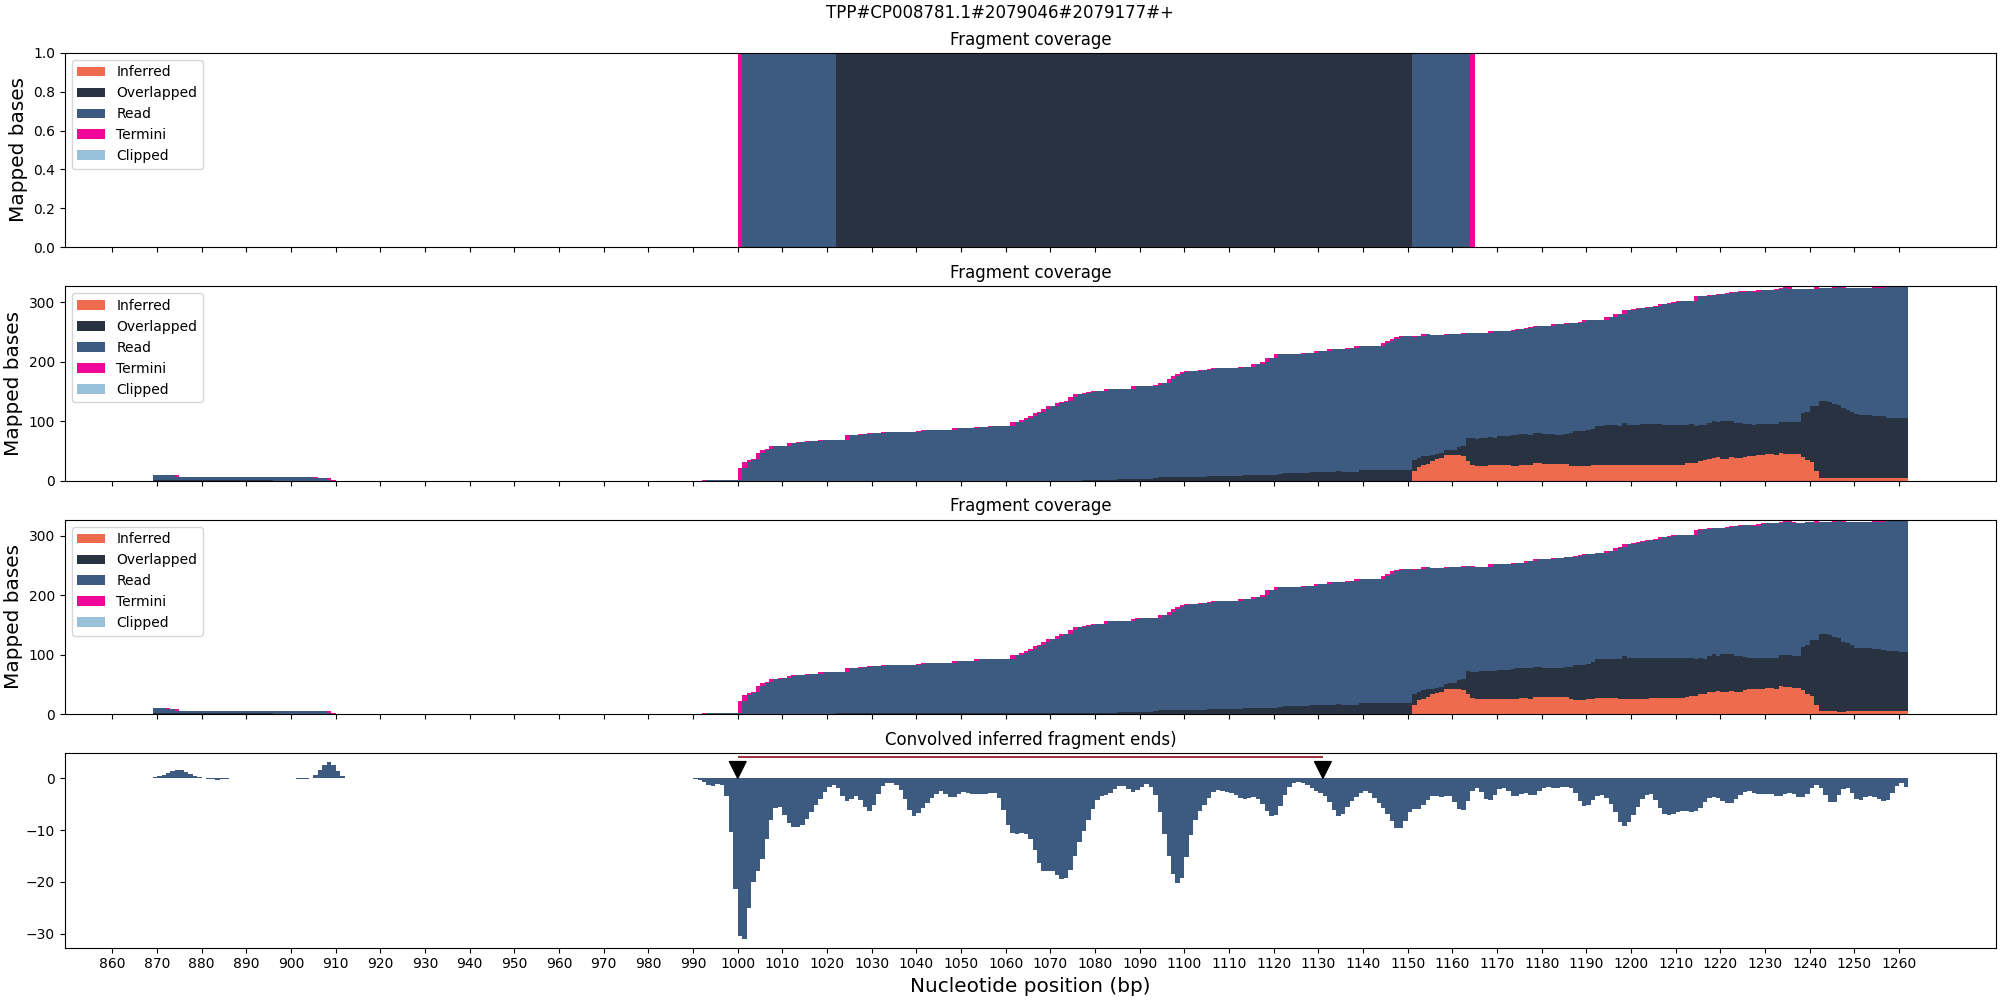 TPP#CP008781.1#2079046#2079177#+
Fragment coverage
Mapped bases
1.0
0.8
0.6
0.4
0.2
0.0
Inferred
Overlapped
Read
Termini
Clipped
Fragment coverage
Mapped bases
300
200
100
0
Inferred
Overlapped
Read
Termini
Clipped
Fragment coverage
Mapped bases
300
200
100
0
Inferred
Overlapped
Read
Termini
Clipped
Convolved inferred fragment ends)
0
−10
−20
−30
860 870 880 890 900 910 920 930 940 950 960 970 980 990 1000 1010 1020 1030 1040 1050 1060 1070 1080 1090 1100 1110 1120 1130 1140 1150 1160 1170 1180 1190 1200 1210 1220 1230 1240 1250 1260
Nucleotide position (bp)